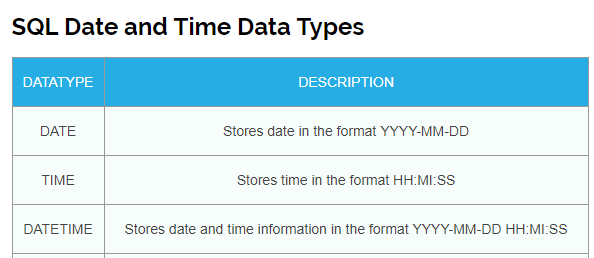 SQL Date and Time Data Types
DATATYPE DESCRIPTION
DATE Stores date in the format YYYY-MM-DD
TIME Stores time in the format HH:MI:SS
DATETIME Stores date and time information in the format YYYY-MM-DD HH:MI:SS